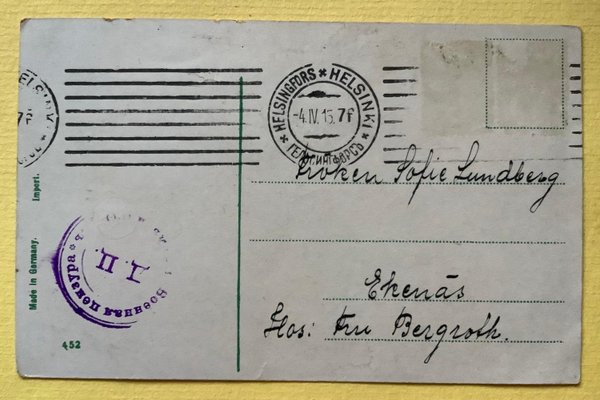 HELSINGFORS * HELSINKI *
-4.IV.15. 7f
ГЕЛЬСИНГФОРСЪ
Fröken Sofie Lundberg
Ekenäs
Hos: Fru Bergroth.
Made in Germany. Import.
Военная цензура
Д. П.
452